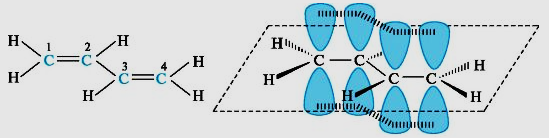 H 1 2 H
C=C 3 4 H
H C=C
H H
H C C H
H C C
H H